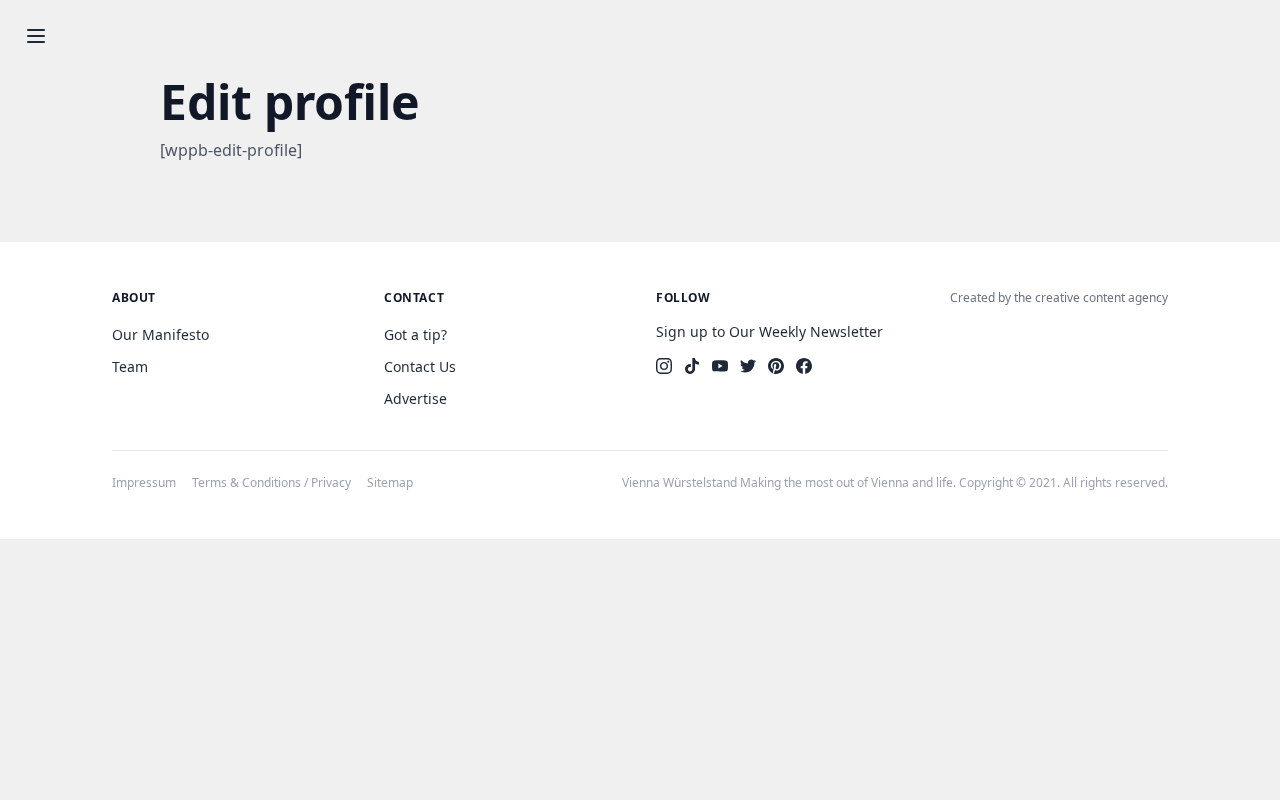 Edit profile
[wppb-edit-profile]
ABOUT
Our Manifesto
Team
CONTACT
Got a tip?
Contact Us
Advertise
FOLLOW
Sign up to Our Weekly Newsletter
Created by the creative content agency
Impressum
Terms & Conditions / Privacy
Sitemap
Vienna Würstelstand Making the most out of Vienna and life. Copyright © 2021. All rights reserved.